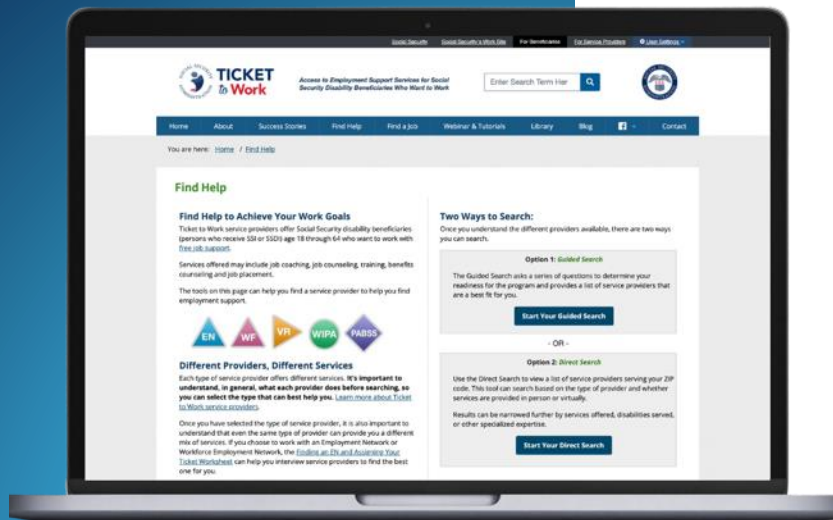 Social Security
Social Security's Work Site
For Beneficiaries
For Service Providers
User Settings
SOCIAL SECURITY ADMINISTRATION
TICKET
to Work
Access to Employment Support Services for Social
Security Disability Beneficiaries Who Want to Work
Enter Search Term Her
Home
About
Success Stories
Find Help
Find a Job
Webinar & Tutorials
Library
Blog
Contact
You are here: Home / Find Help
Find Help
Find Help to Achieve Your Work Goals
Ticket to Work service providers offer Social Security disability beneficiaries
(persons who receive SSI or SSDI) age 18 through 64 who want to work with
free job support.
Services offered may include job coaching, job counseling, training, benefits
counseling and job placement.
The tools on this page can help you find a service provider to help you find
employment support.
EN
WF
VR
WIPA
PABSS
Different Providers, Different Services
Each type of service provider offers different services. It's important to
understand, in general, what each provider does before searching, so
you can select the type that can best help you. Learn more about Ticket
to Work service providers.
Once you have selected the type of service provider, it is also important to
understand that even the same type of provider can provide you a different
mix of services. If you choose to work with an Employment Network or
Workforce Employment Network, the Finding an EN and Assigning Your
Ticket Worksheet can help you interview service providers to find the best
one for you.
Two Ways to Search:
Once you understand the different providers available, there are two ways
you can search.
Option 1: Guided Search
The Guided Search asks a series of questions to determine your
readiness for the program and provides a list of service providers that
are a best fit for you.
Start Your Guided Search
- OR -
Option 2: Direct Search
Use the Direct Search to view a list of service providers serving your ZIP
code. This tool can search based on the type of provider and whether
services are provided in person or virtually.
Results can be narrowed further by services offered, disabilities served,
or other specialized expertise.
Start Your Direct Search